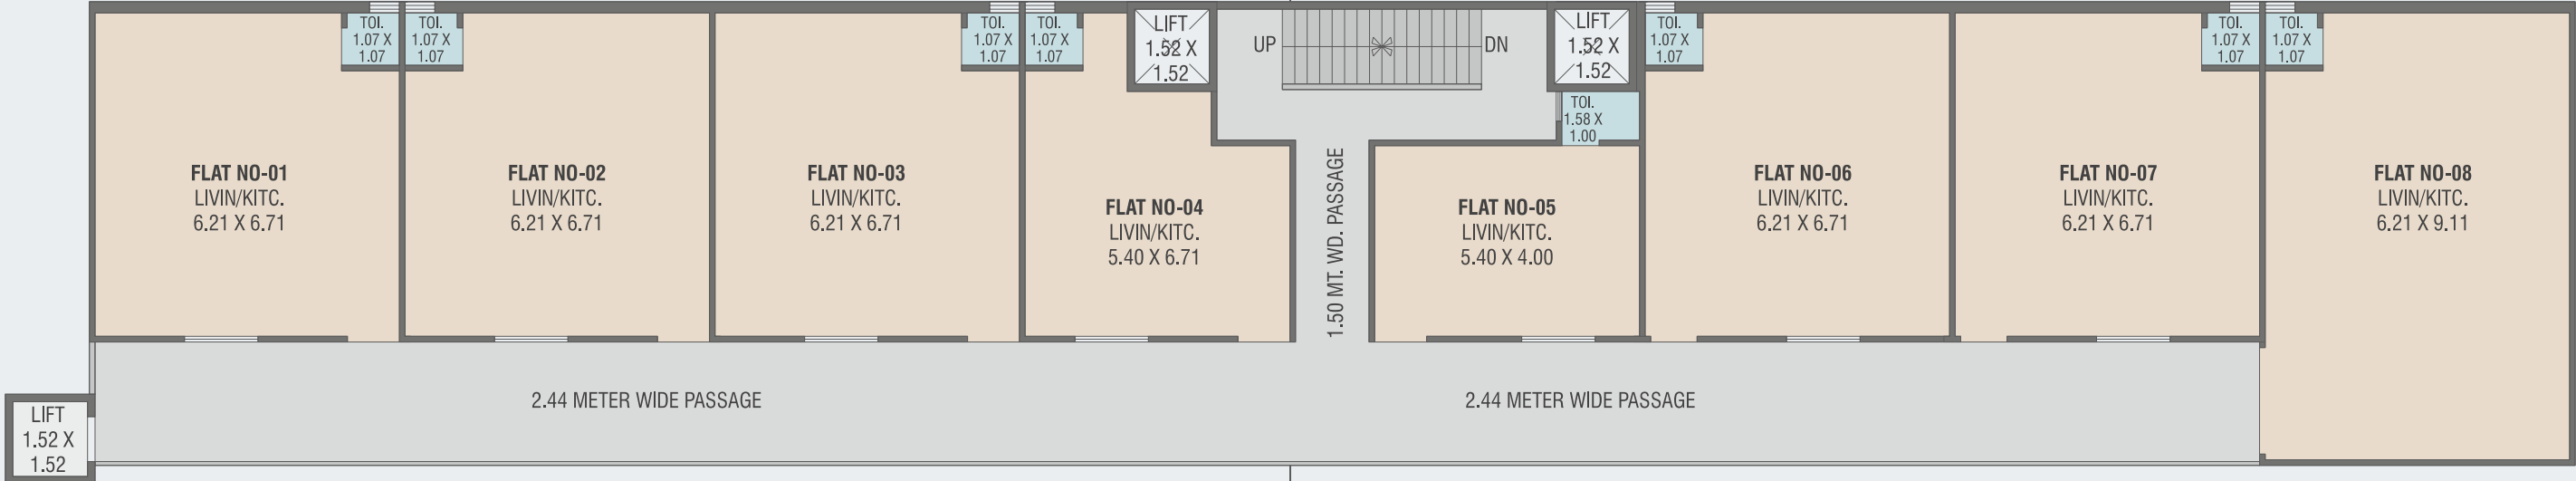 TOI.
1.07 X
1.07
TOI.
1.07 X
1.07
TOI.
1.07 X
1.07
TOI.
1.07 X
1.07
LIFT
1.52 X
1.52
UP
DN
LIFT
1.52 X
1.52
TOI.
1.07 X
1.07
TOI.
1.07 X
1.07
TOI.
1.07 X
1.07
TOI.
1.58 X
1.00
FLAT NO-01
LIVIN/KITC.
6.21 X 6.71
FLAT NO-02
LIVIN/KITC.
6.21 X 6.71
FLAT NO-03
LIVIN/KITC.
6.21 X 6.71
FLAT NO-04
LIVIN/KITC.
5.40 X 6.71
1.50 MT. WD. PASSAGE
FLAT NO-05
LIVIN/KITC.
5.40 X 4.00
FLAT NO-06
LIVIN/KITC.
6.21 X 6.71
FLAT NO-07
LIVIN/KITC.
6.21 X 6.71
FLAT NO-08
LIVIN/KITC.
6.21 X 9.11
2.44 METER WIDE PASSAGE
2.44 METER WIDE PASSAGE
LIFT
1.52 X
1.52